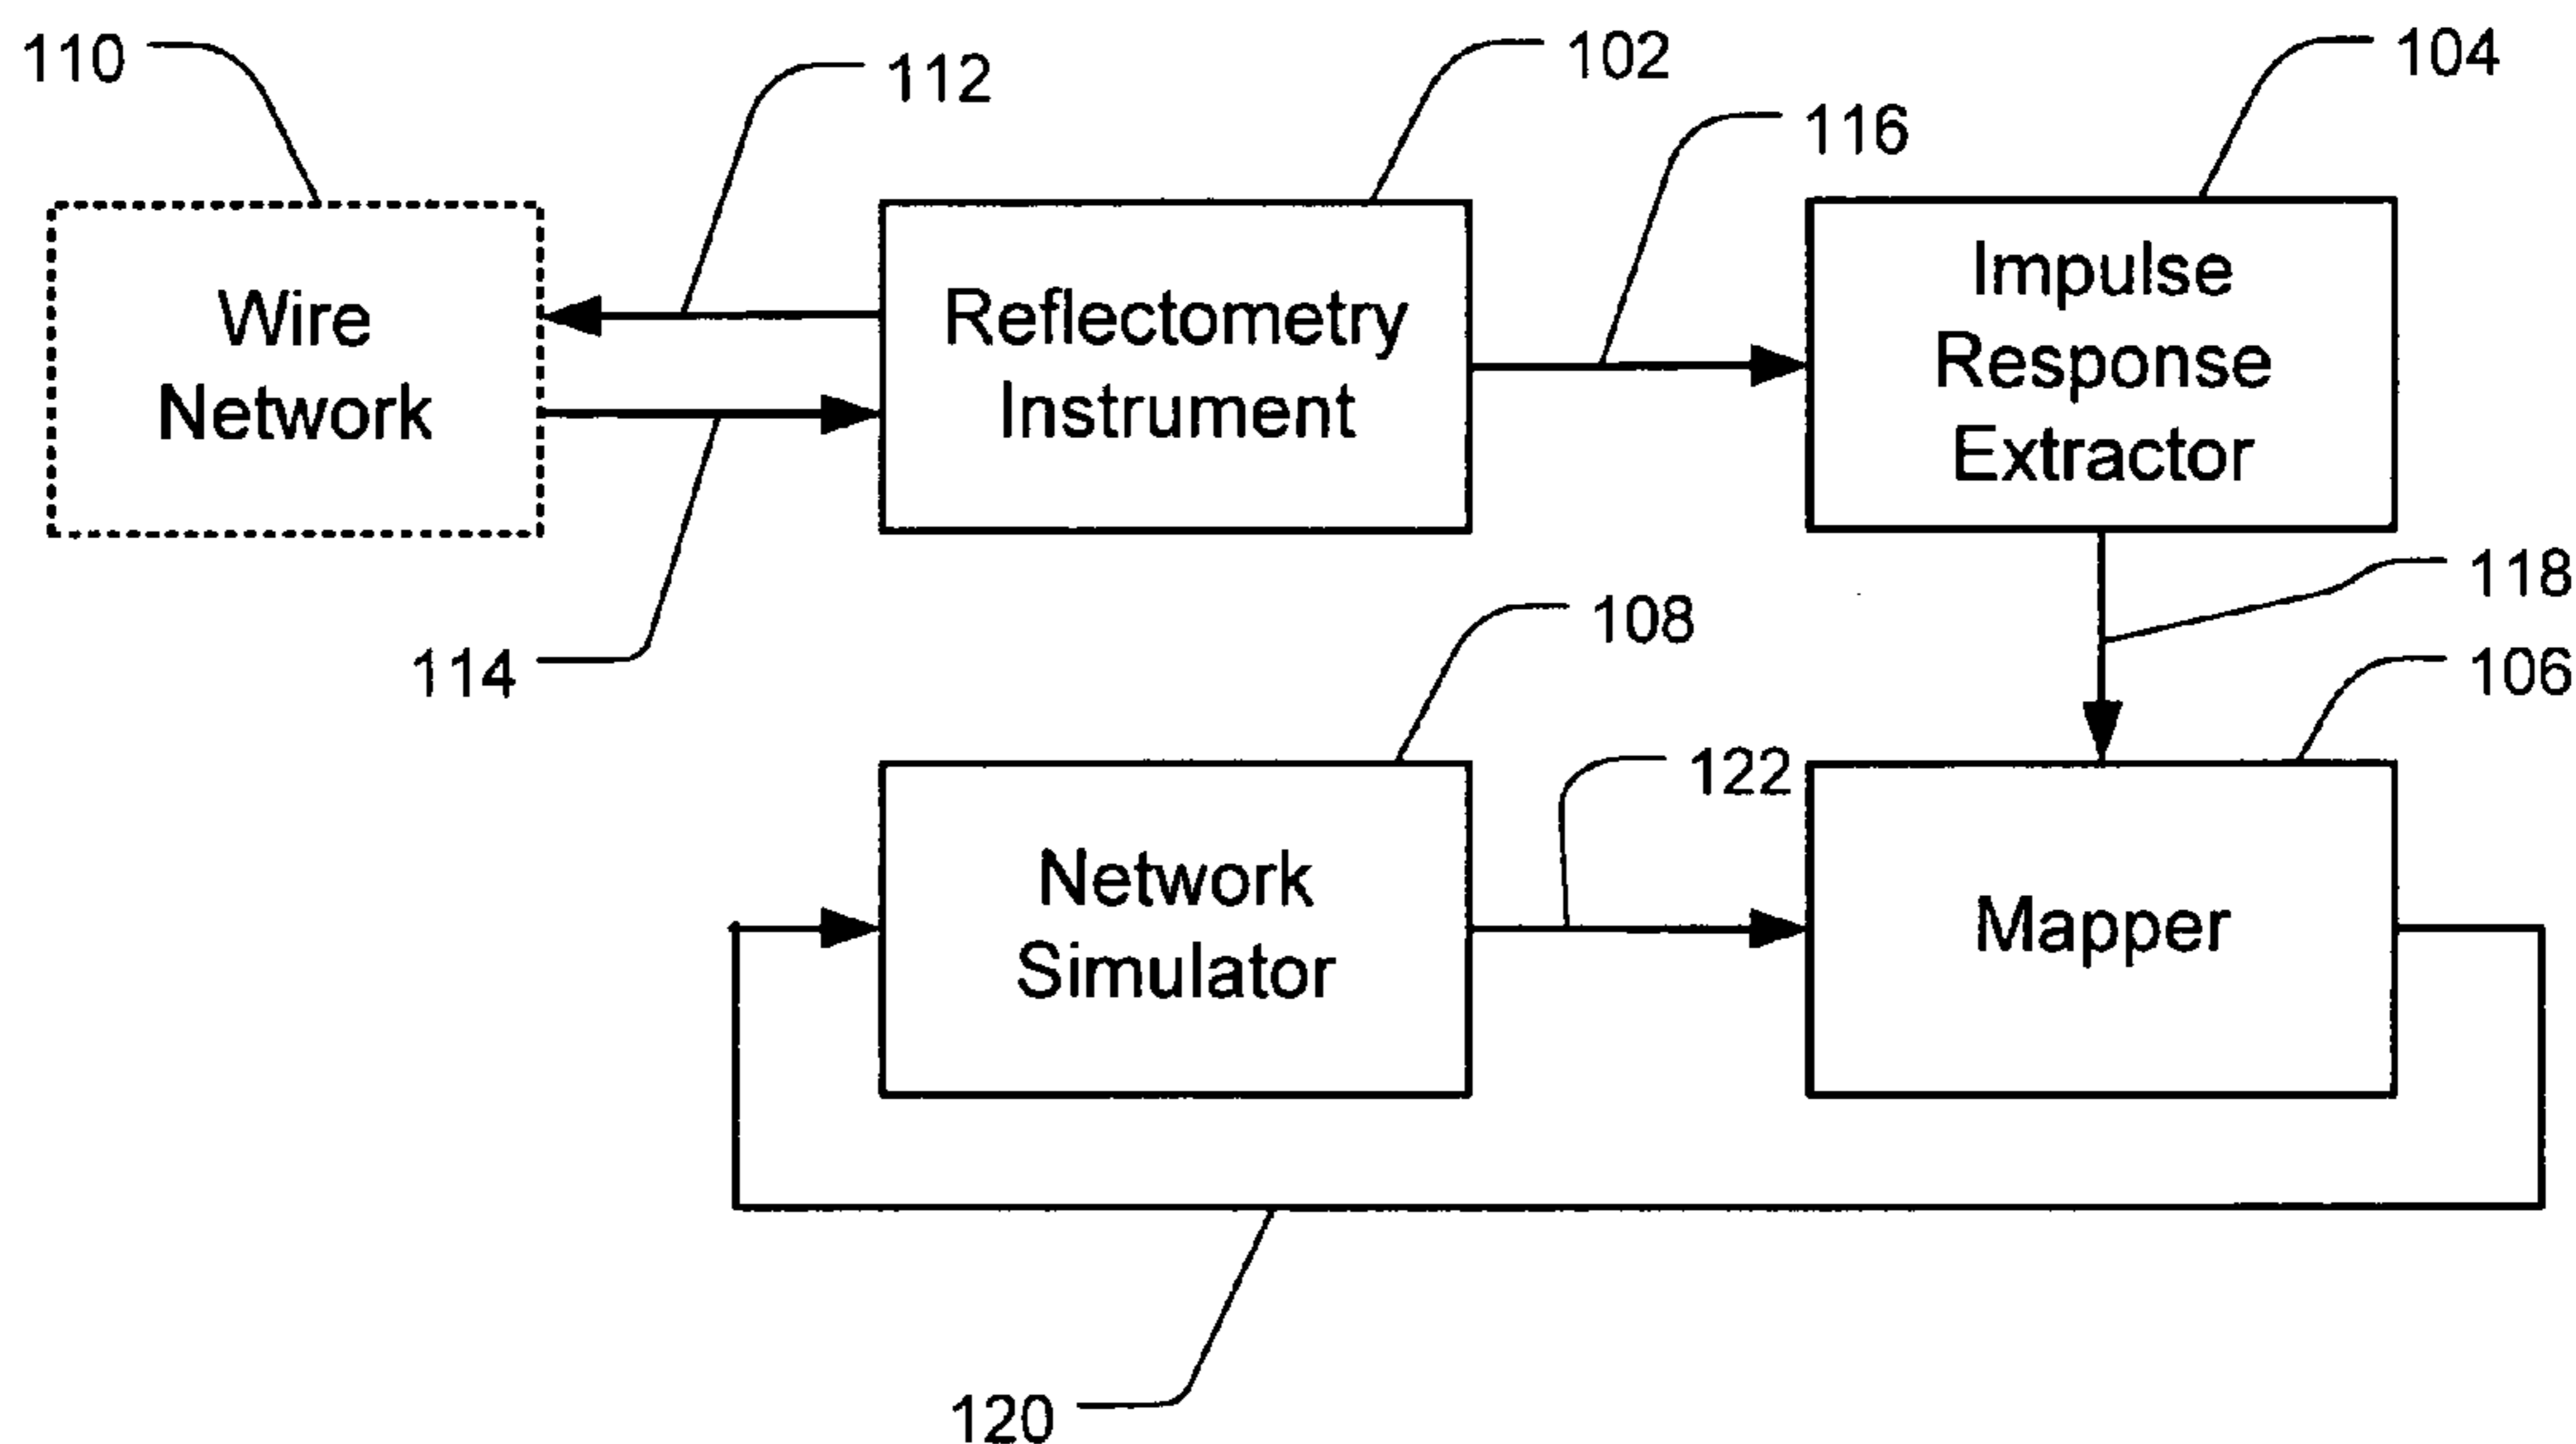 110
112
102
116
104
Wire
Network
Reflectometry
Instrument
Impulse
Response
Extractor
114
108
118
106
122
Network
Simulator
Mapper
120